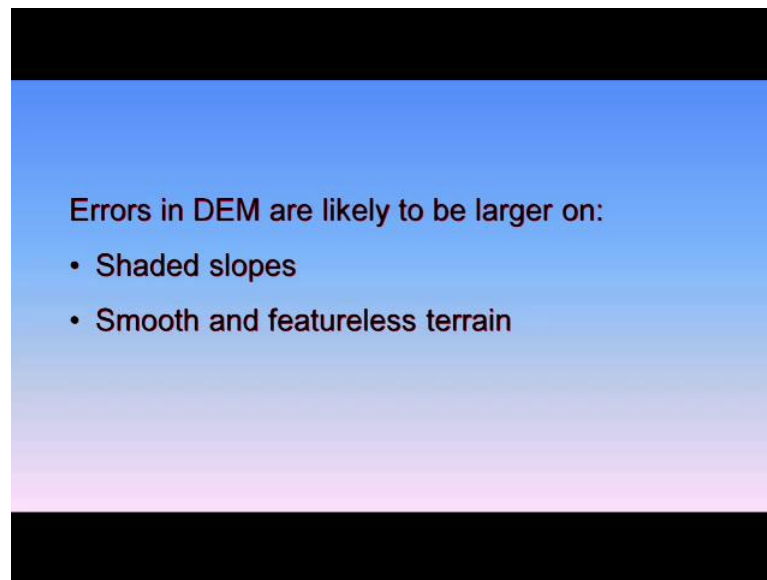 Errors in DEM are likely to be larger on:
• Shaded slopes
• Smooth and featureless terrain